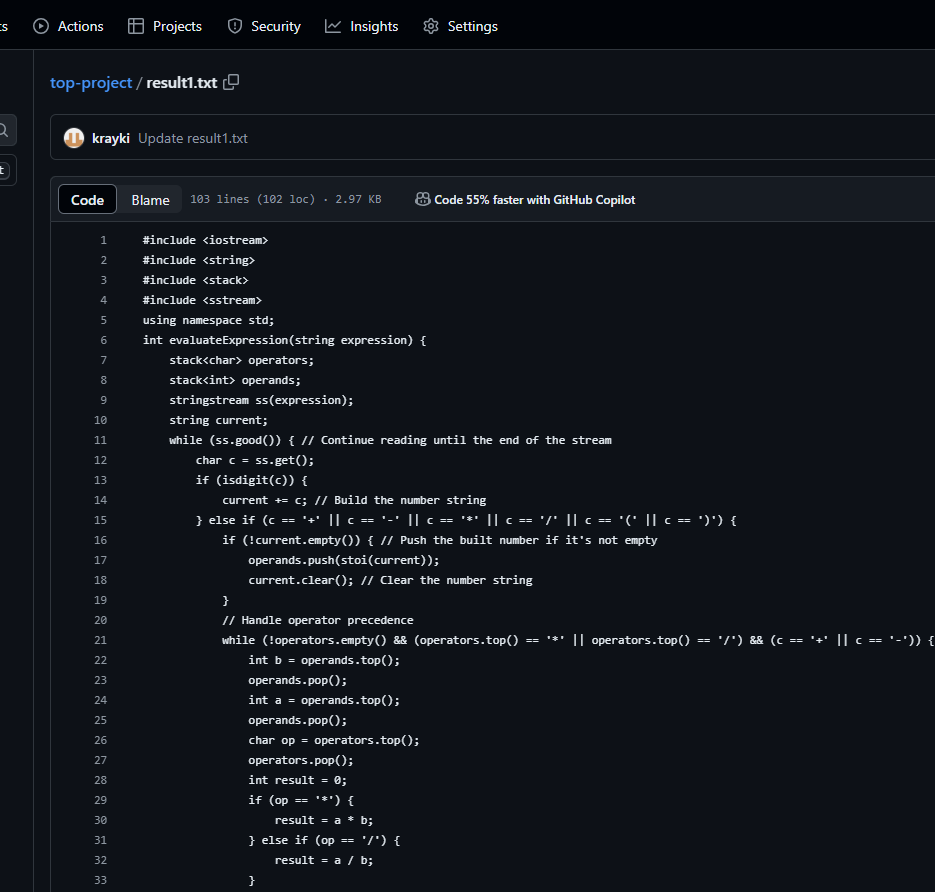 Actions Projects Security Insights Settings
top-project / result1.txt
krayki Update result1.txt
Code Blame 103 lines (102 loc) · 2.97 KB Code 55% faster with GitHub Copilot
1 #include <iostream>
2 #include <string>
3 #include <stack>
4 #include <sstream>
5 using namespace std;
6 int evaluateExpression(string expression) {
7 stack<char> operators;
8 stack<int> operands;
9 stringstream ss(expression);
10 string current;
11 while (ss.good()) { // Continue reading until the end of the stream
12 char c = ss.get();
13 if (isdigit(c)) {
14 current += c; // Build the number string
15 } else if (c == '+' || c == '-' || c == '*' || c == '/' || c == '(' || c == ')') {
16 if (!current.empty()) { // Push the built number if it's not empty
17 operands.push(stoi(current));
18 current.clear(); // Clear the number string
19 }
20 // Handle operator precedence
21 while (!operators.empty() && (operators.top() == '*' || operators.top() == '/') && (c == '+' || c == '-')) {
22 int b = operands.top();
23 operands.pop();
24 int a = operands.top();
25 operands.pop();
26 char op = operators.top();
27 operators.pop();
28 int result = 0;
29 if (op == '*') {
30 result = a * b;
31 } else if (op == '/') {
32 result = a / b;
33 }